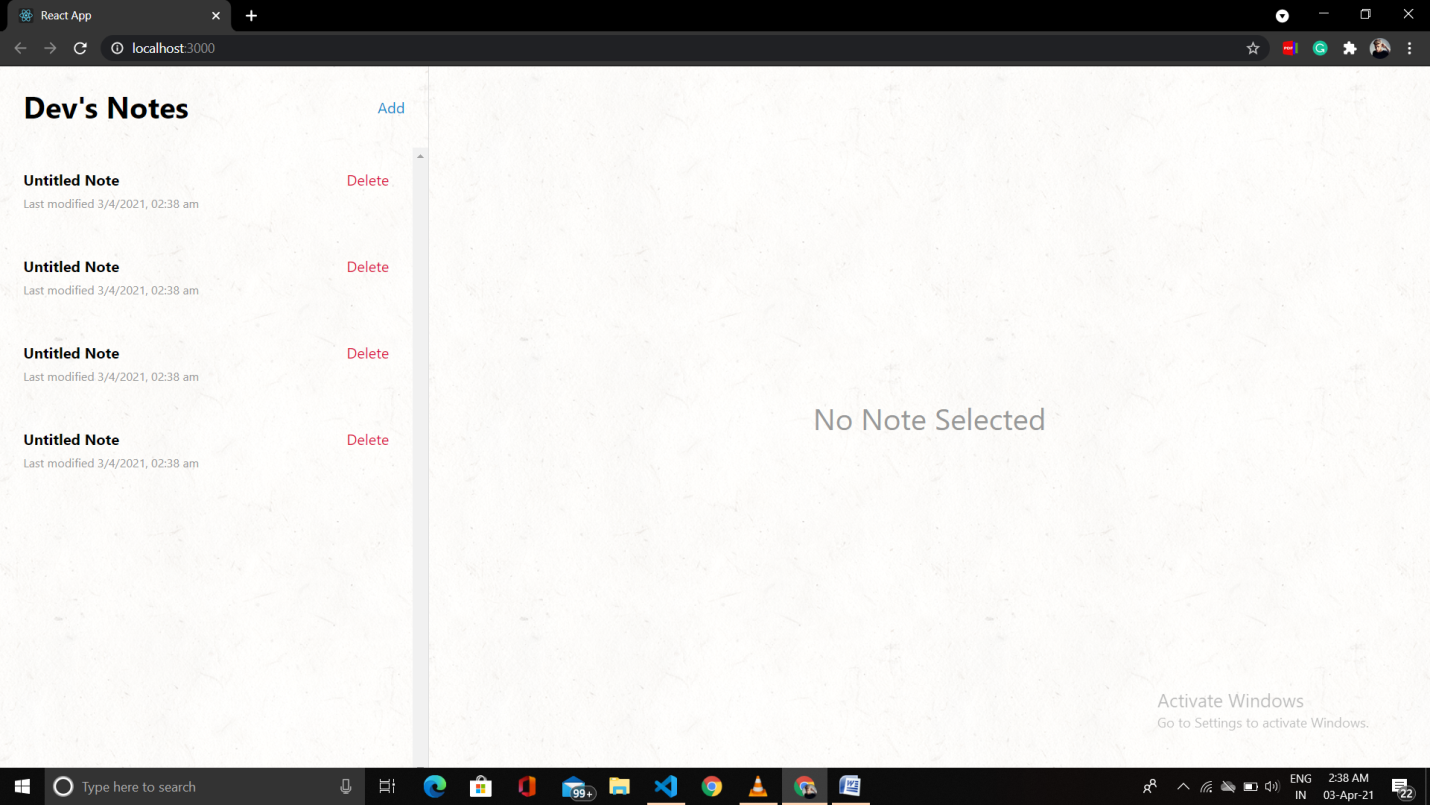 React App
localhost:3000
Dev's Notes
Add
Untitled Note
Delete
Last modified 3/4/2021, 02:38 am
Untitled Note
Delete
Last modified 3/4/2021, 02:38 am
Untitled Note
Delete
Last modified 3/4/2021, 02:38 am
Untitled Note
Delete
Last modified 3/4/2021, 02:38 am
No Note Selected
Activate Windows
Go to Settings to activate Windows.
Type here to search
99+
ENG
IN
2:38 AM
03-Apr-21
22